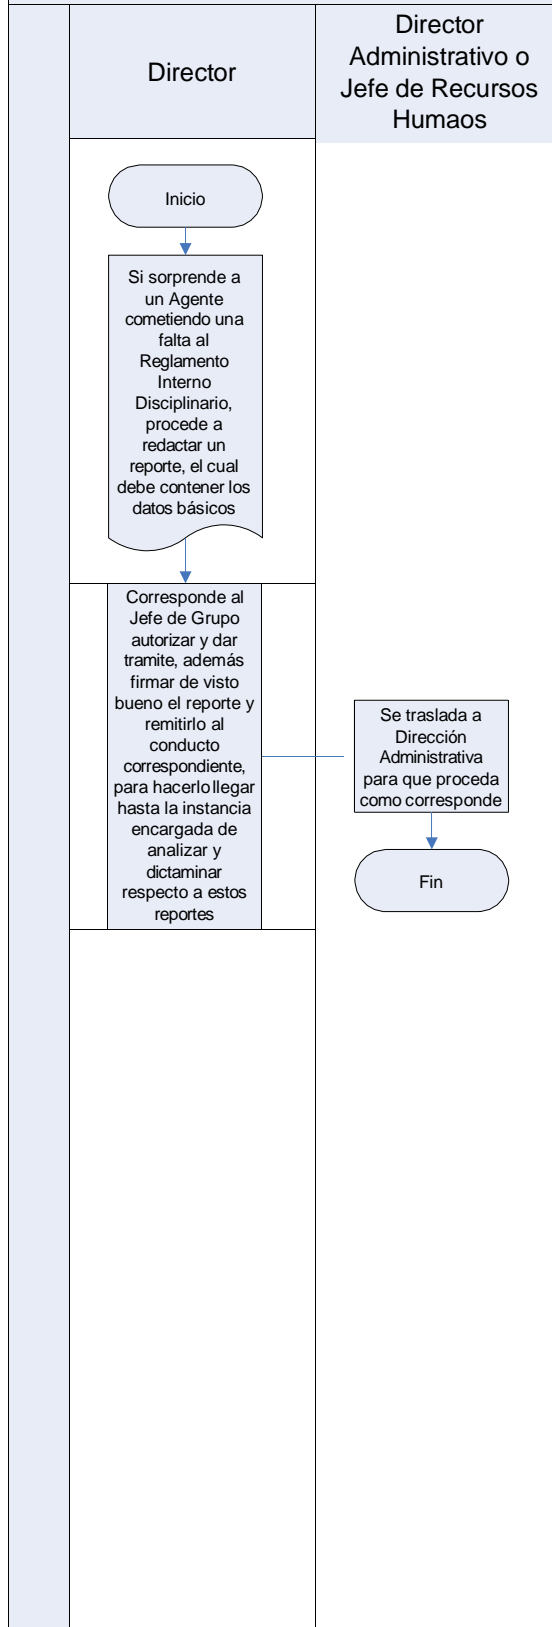 Director
Director
Administrativo o
Jefe de Recursos
Humaos
Inicio
Si sorprende a
un Agente
cometiendo una
falta al
Reglamento
Interno
Disciplinario,
procede a
redactar un
reporte, el cual
debe contener los
datos básicos
Corresponde al
Jefe de Grupo
autorizar y dar
tramite, además
firmar de visto
bueno el reporte y
remitirlo al
conducto
correspondiente,
para hacerlo llegar
hasta la instancia
encargada de
analizar y
dictaminar
respecto a estos
reportes
Se traslada a
Dirección
Administrativa
para que proceda
como corresponde
Fin